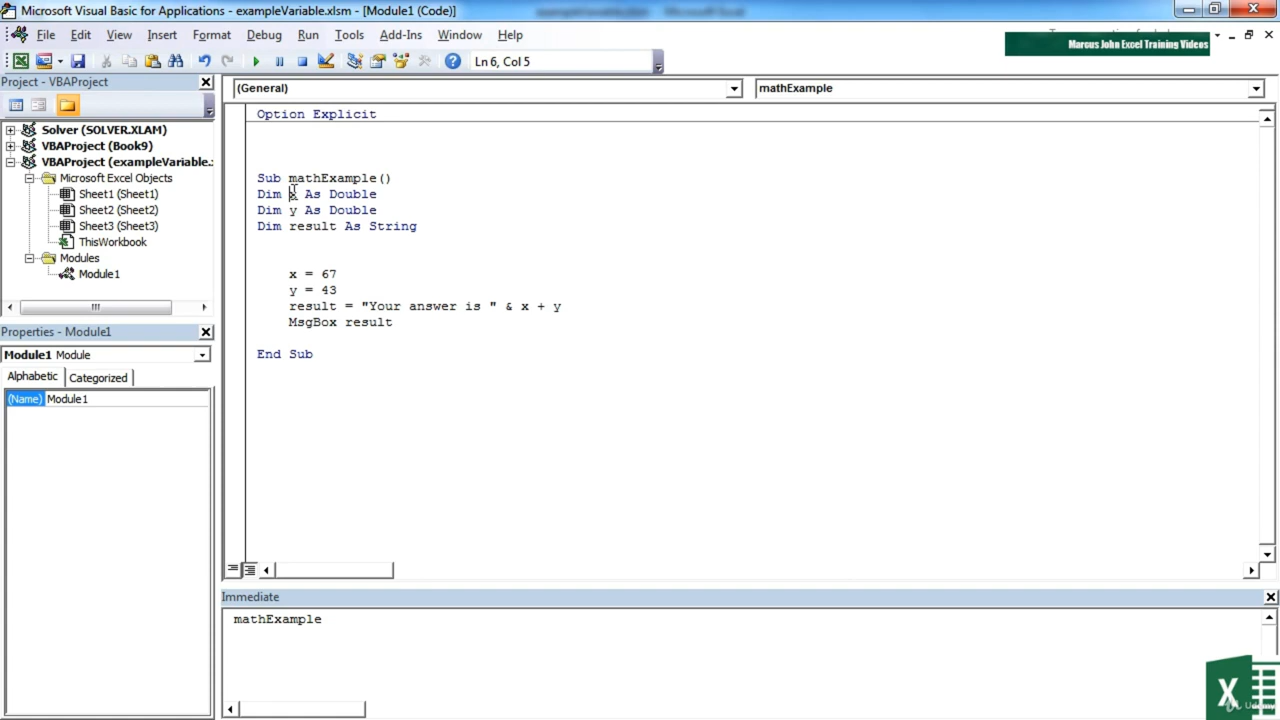 Microsoft Visual Basic for Applications - exampleVariable.xlsm - [Module1 (Code)]
File Edit View Insert Format Debug Run Tools Add-Ins Window Help
Marcus John Excel Training Videos
Ln 6, Col 5
Project - VBAProject
(General)
mathExample
Solver (SOLVER.XLAM)
VBAProject (Book9)
VBAProject (exampleVariable.
Microsoft Excel Objects
Sheet1 (Sheet1)
Sheet2 (Sheet2)
Sheet3 (Sheet3)
ThisWorkbook
Modules
Module1
Properties - Module1
Module1 Module
Alphabetic Categorized
(Name) Module1
Option Explicit
Sub mathExample()
Dim x As Double
Dim y As Double
Dim result As String
x = 67
y = 43
result = "Your answer is " & x + y
MsgBox result
End Sub
Immediate
mathExample
Udemy